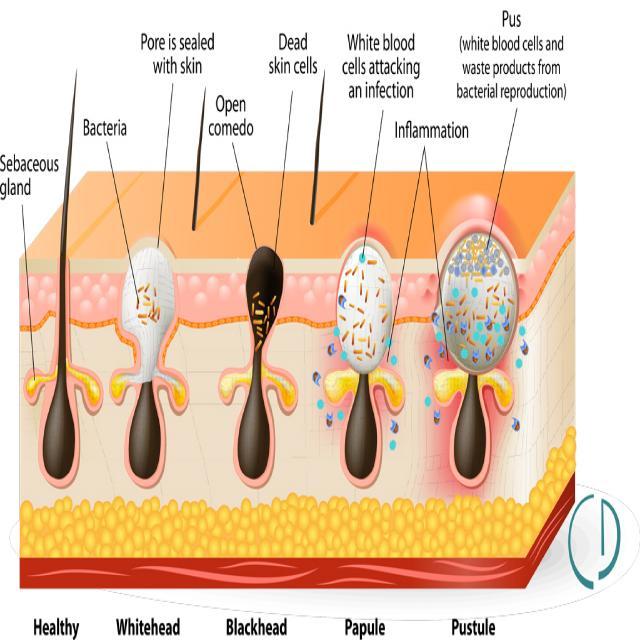 Pus
(white blood cells and
waste products from
bacterial reproduction)
Pore is sealed
with skin
Dead
skin cells
White blood
cells attacking
an infection
Open
comedo
Bacteria
Inflammation
Sebaceous
gland
Healthy
Whitehead
Blackhead
Papule
Pustule